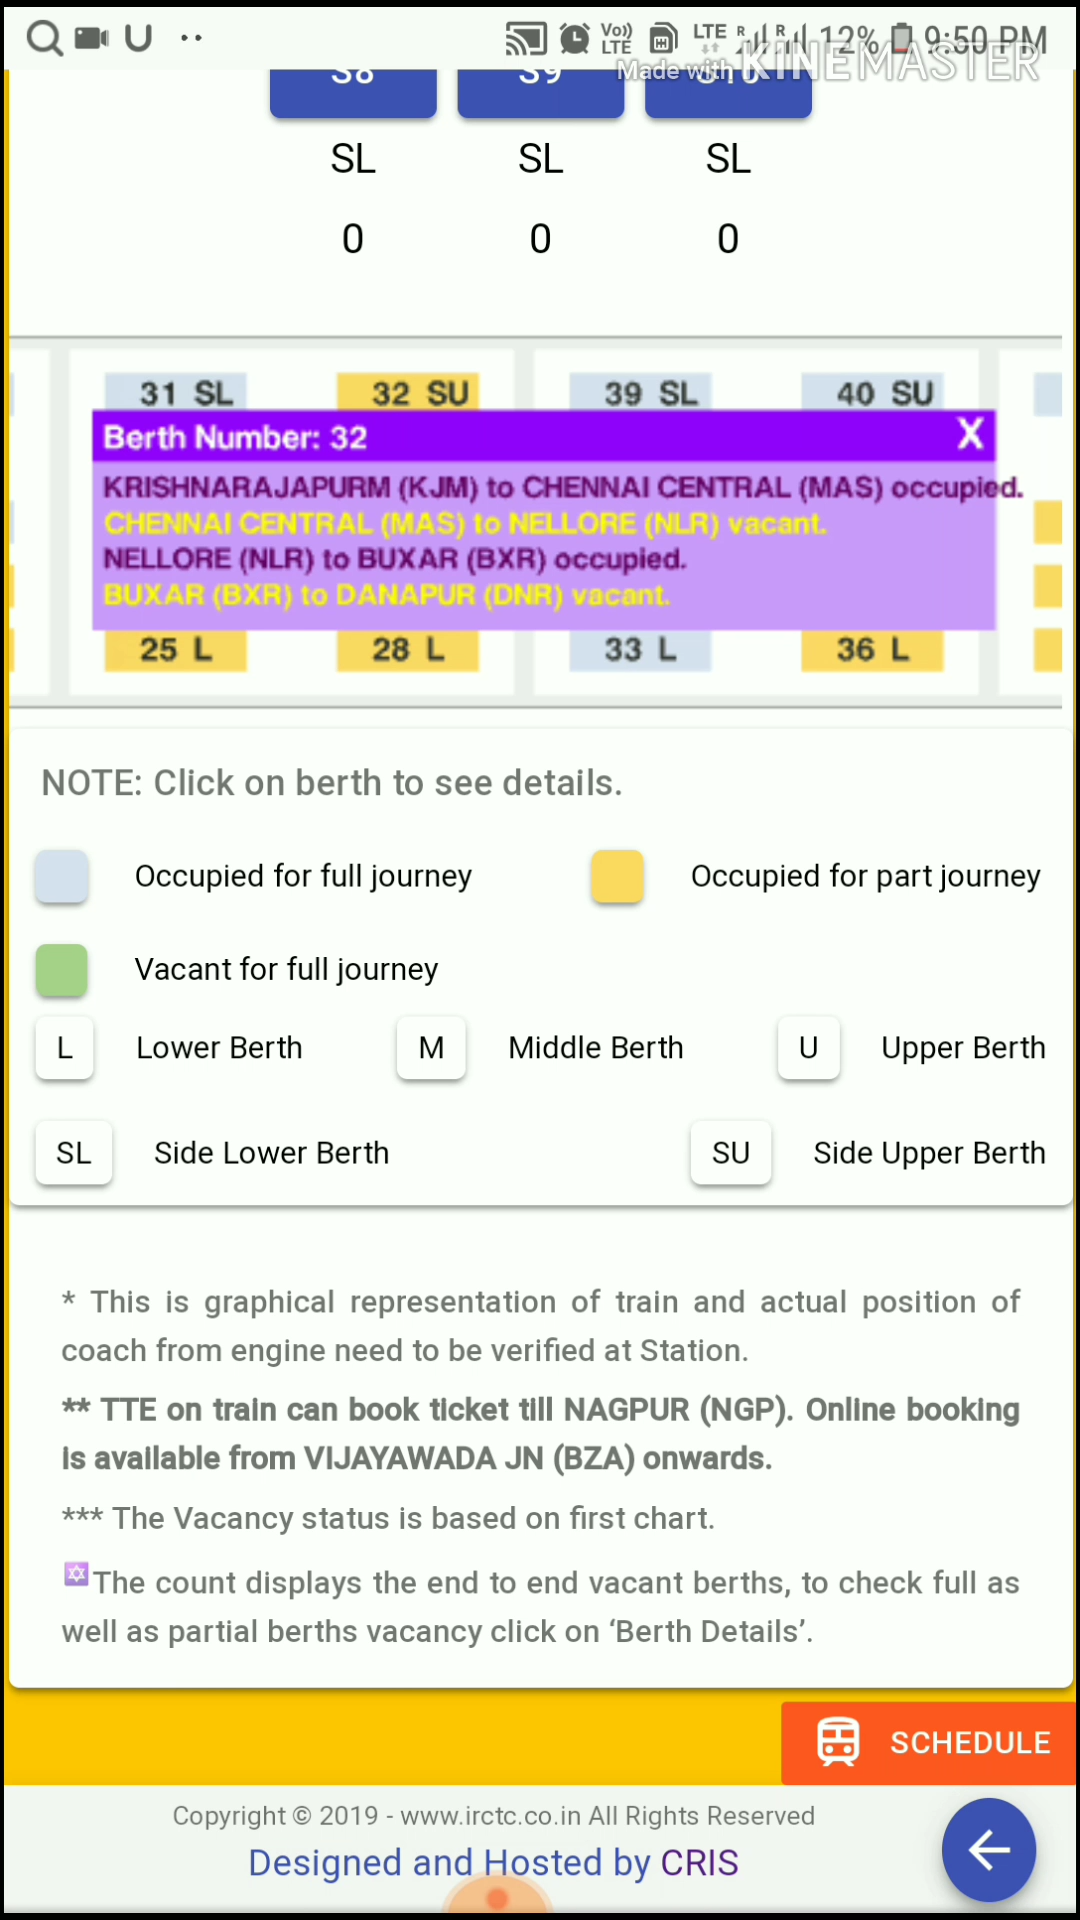 Vo)) LTE LTE R R 12% 9:50 PM
Made with KINEMASTER
S8 S9 S10
SL SL SL
0 0 0
31 SL 32 SU 39 SL 40 SU
Berth Number: 32 X
KRISHNARAJAPURM (KJM) to CHENNAI CENTRAL (MAS) occupied.
CHENNAI CENTRAL (MAS) to NELLORE (NLR) vacant.
NELLORE (NLR) to BUXAR (BXR) occupied.
BUXAR (BXR) to DANAPUR (DNR) vacant.
25 L 28 L 33 L 36 L
NOTE: Click on berth to see details.
Occupied for full journey Occupied for part journey
Vacant for full journey
L Lower Berth M Middle Berth U Upper Berth
SL Side Lower Berth SU Side Upper Berth
* This is graphical representation of train and actual position of
coach from engine need to be verified at Station.
** TTE on train can book ticket till NAGPUR (NGP). Online booking
is available from VIJAYAWADA JN (BZA) onwards.
*** The Vacancy status is based on first chart.
The count displays the end to end vacant berths, to check full as
well as partial berths vacancy click on ‘Berth Details’.
SCHEDULE
Copyright © 2019 - www.irctc.co.in All Rights Reserved
Designed and Hosted by CRIS